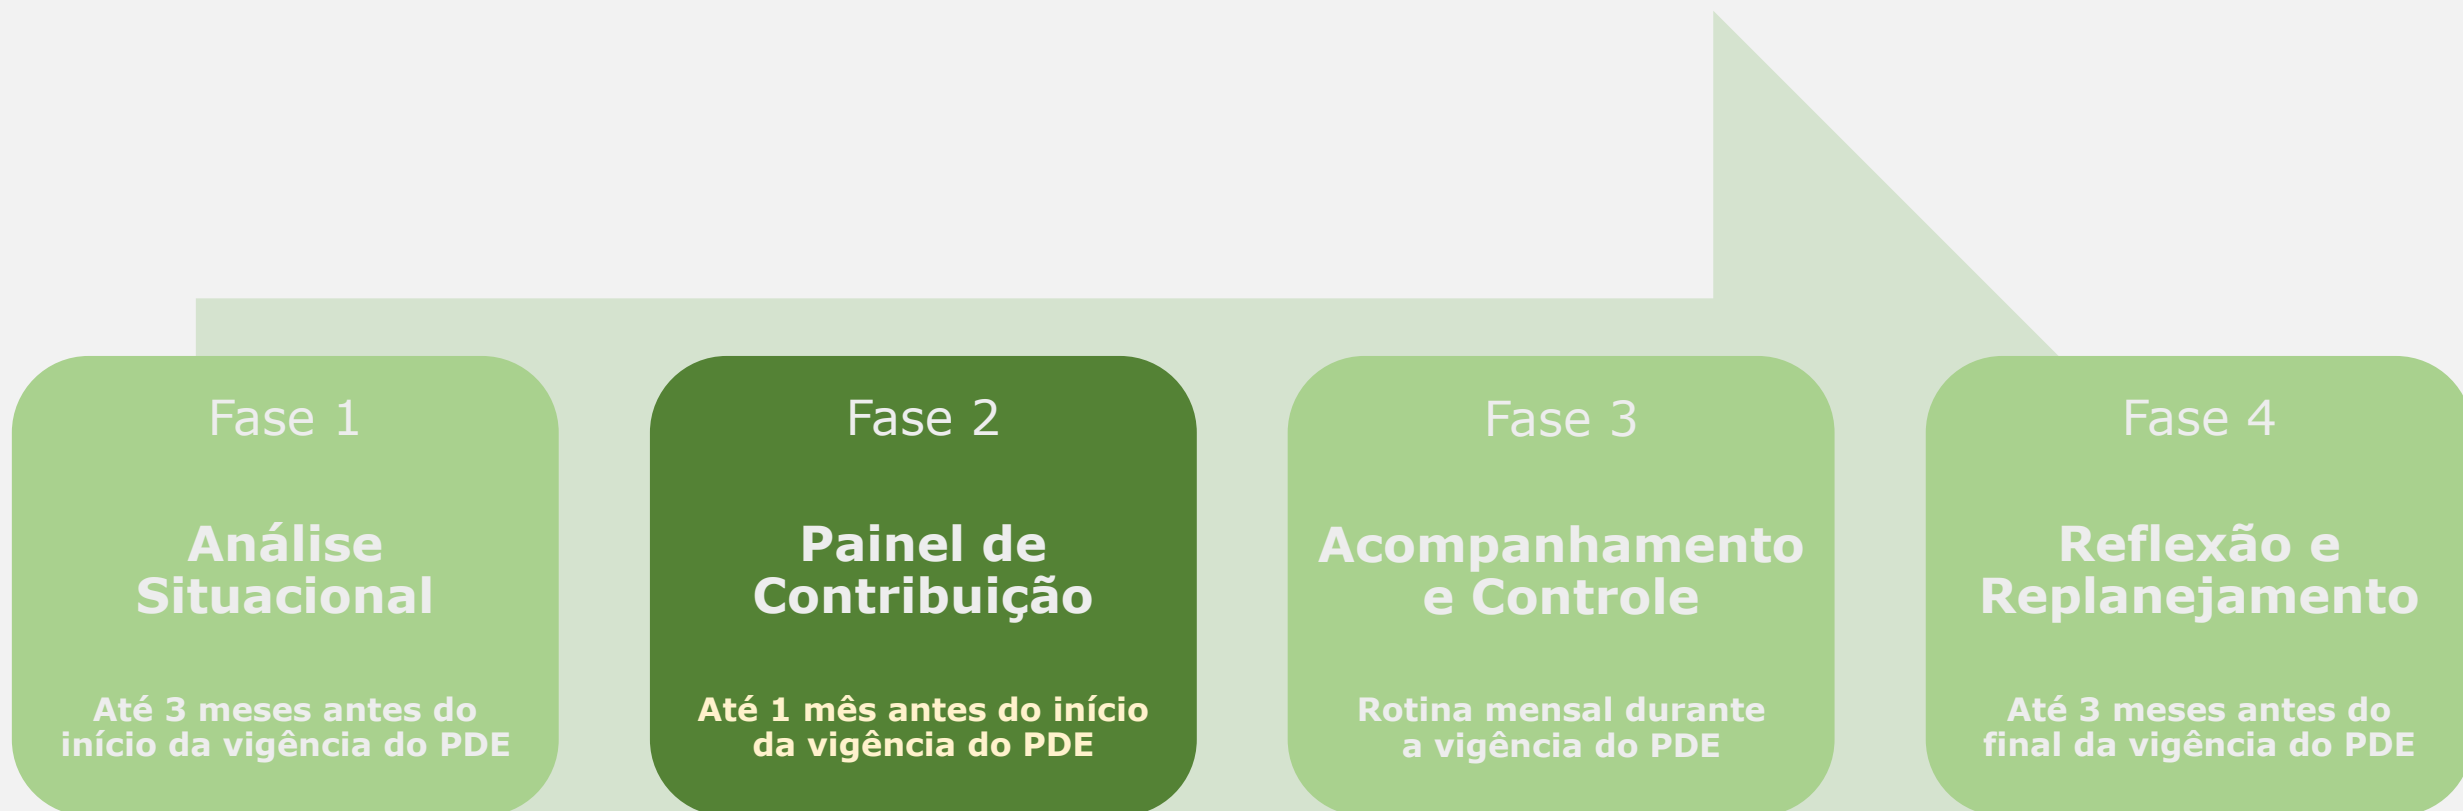 Fase 1
Análise
Situacional
Até 3 meses antes do
início da vigência do PDE
Fase 2
Painel de
Contribuição
Até 1 mês antes do início
da vigência do PDE
Fase 3
Acompanhamento
e Controle
Rotina mensal durante
a vigência do PDE
Fase 4
Reflexão e
Replanejamento
Até 3 meses antes do
final da vigência do PDE